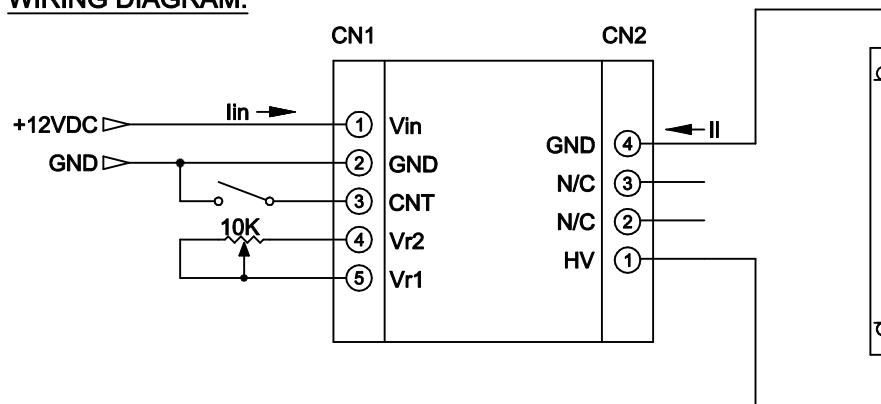 WIRING DIAGRAM:
CN1
CN2
Iin
+12VDC
1
Vin
GND
2
GND
3
CNT
10K
4
Vr2
5
Vr1
Il
GND
4
N/C
3
N/C
2
HV
1